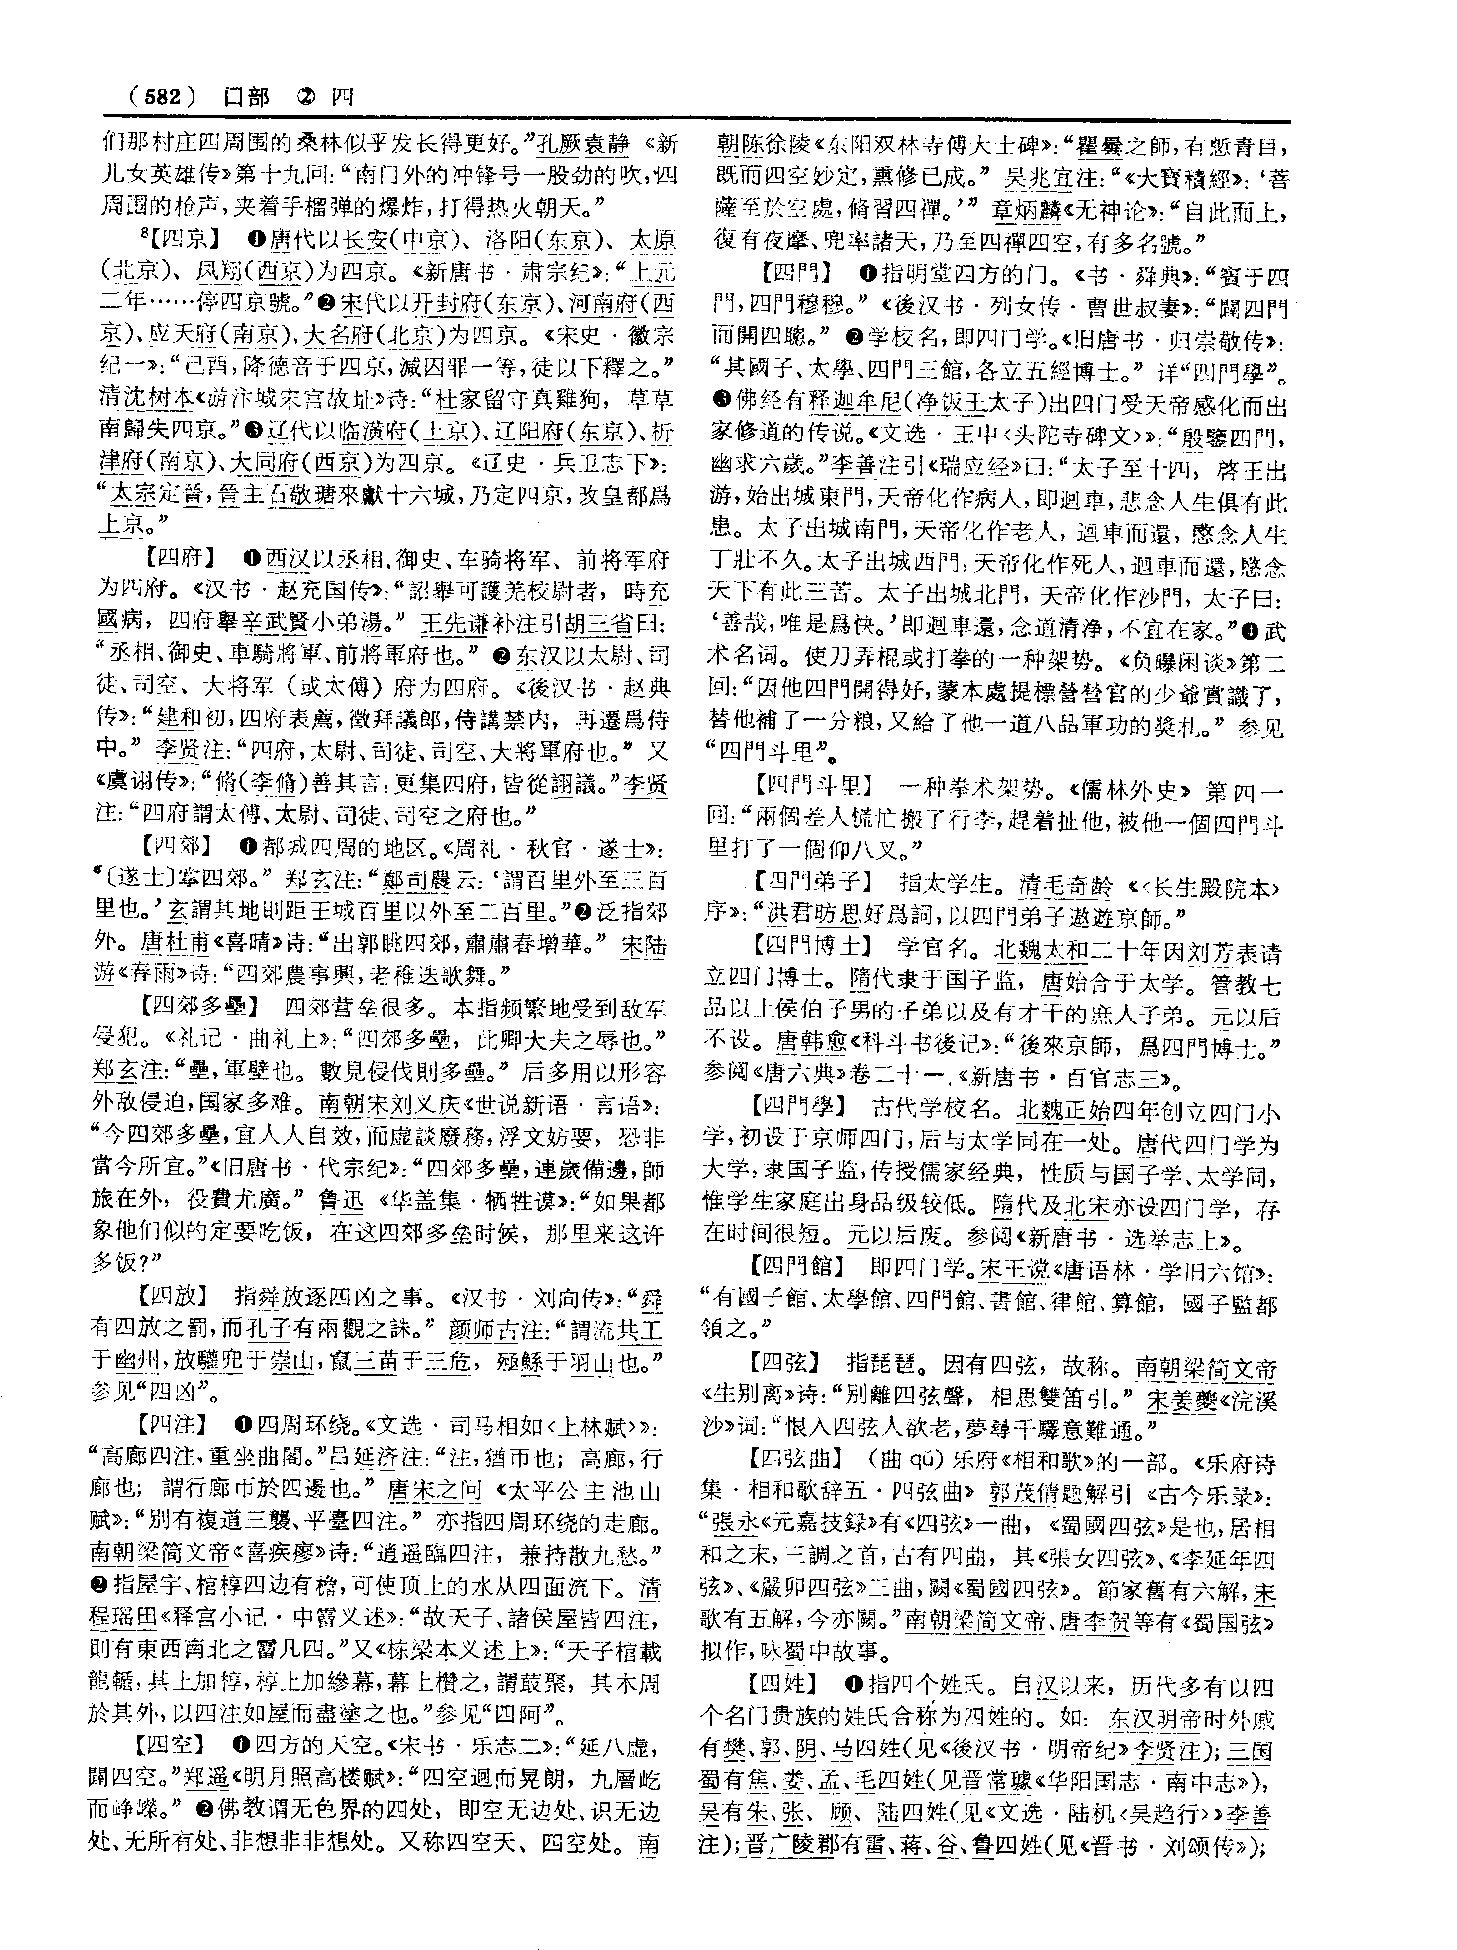 (582) 口部 ② 四
们那村庄四周围的桑林似乎发长得更好。”孔厥袁静《新
儿女英雄传》第十九回:“南门外的冲锋号一股劲的吹,四
周围的枪声,夹着手榴弹的爆炸,打得热火朝天。”
⁸【四京】 ❶唐代以长安(中京)、洛阳(东京)、太原
(北京)、凤翔(西京)为四京。《新唐书·肃宗纪》:“上元
二年……停四京號。”❷宋代以开封府(东京)、河南府(西
京)、应天府(南京)、大名府(北京)为四京。《宋史·徽宗
纪一》:“己酉,降德音于四京,減囚罪一等,徒以下釋之。”
清沈树本《游汴城宋宫故址》诗:“杜家留守真雞狗, 草草
南歸失四京。”❸辽代以临潢府(上京)、辽阳府(东京)、析
津府(南京)、大同府(西京)为四京。《辽史·兵卫志下》:
“太宗定晉,晉主石敬瑭來獻十六城,乃定四京,改皇都爲
上京。”
【四府】 ❶西汉以丞相、御史、车骑将军、前将军府
为四府。《汉书·赵充国传》:“詔舉可護羌校尉者, 時充
國病, 四府舉辛武賢小弟湯。” 王先谦补注引胡三省曰:
“丞相、御史、車騎將軍、前將軍府也。” ❷东汉以太尉、司
徒、司空、大将军(或太傅)府为四府。《後汉书·赵典
传》:“建和初,四府表薦,徵拜議郎,侍講禁内, 再遷爲侍
中。” 李贤注:“四府,太尉、司徒、司空、大將軍府也。” 又
《虞诩传》:“脩(李脩)善其言,更集四府,皆從詡議。”李贤
注:“四府謂太傅、太尉、司徒、司空之府也。”
【四郊】 ❶都城四周的地区。《周礼·秋官·遂士》:
“〔遂士〕掌四郊。” 郑玄注:“鄭司農云:‘謂百里外至三百
里也。’玄謂其地則距王城百里以外至二百里。”❷泛指郊
外。唐杜甫《喜晴》诗:“出郭眺四郊,肅肅春增華。” 宋陆
游《春雨》诗:“四郊農事興,老稚迭歌舞。”
【四郊多壘】 四郊营垒很多。本指频繁地受到敌军
侵犯。《礼记·曲礼上》:“四郊多壘, 此卿大夫之辱也。”
郑玄注:“壘,軍壁也。數見侵伐則多壘。” 后多用以形容
外敌侵迫,国家多难。南朝宋刘义庆《世说新语·言语》:
“今四郊多壘,宜人人自效,而虚談廢務,浮文妨要, 恐非
當今所宜。”《旧唐书·代宗纪》:“四郊多壘,連歲備邊,師
旅在外, 役費尤廣。” 鲁迅《华盖集·牺牲谟》:“如果都
象他们似的定要吃饭, 在这四郊多垒时候, 那里来这许
多饭?”
【四放】 指舜放逐四凶之事。《汉书·刘向传》:“舜
有四放之罰,而孔子有兩觀之誅。” 颜师古注:“謂流共工
于幽州,放驩兜于崇山,竄三苗于三危, 殛鯀于羽山也。”
参见“四凶”。
【四注】 ❶四周环绕。《文选·司马相如<上林赋>》:
“高廊四注,重坐曲閣。”吕延济注:“注,猶帀也; 高廊,行
廊也; 謂行廊帀於四邊也。” 唐宋之问《太平公主池山
赋》:“别有複道三襲、平臺四注。” 亦指四周环绕的走廊。
南朝梁简文帝《喜疾瘳》诗:“逍遥臨四注, 兼持散九愁。”
❷指屋宇、棺椁四边有檐,可使顶上的水从四面流下。清
程瑶田《释宫小记·中霤义述》:“故天子、諸侯屋皆四注,
則有東西南北之霤凡四。”又《栋梁本义述上》:“天子棺載
龍輴,其上加椁,椁上加縿幕,幕上欑之,謂菆聚, 其木周
於其外,以四注如屋而盡塗之也。”参见“四阿”。
【四空】 ❶四方的天空。《宋书·乐志二》:“延八虚,
闢四空。”郑遥《明月照高楼赋》:“四空迥而晃朗, 九層屹
而崢嶸。” ❷佛教谓无色界的四处, 即空无边处、识无边
处、无所有处、非想非非想处。又称四空天、四空处。南
朝陈徐陵《东阳双林寺傅大士碑》:“瞿曇之師,有慙青目,
既而四空妙定,熏修已成。” 吴兆宜注:“《大寶積經》:‘菩
薩至於空處,脩習四禪。’” 章炳麟《无神论》:“自此而上,
復有夜摩、兜率諸天,乃至四禪四空,有多名號。”
【四門】 ❶指明堂四方的门。《书·舜典》:“賓于四
門,四門穆穆。”《後汉书·列女传·曹世叔妻》:“闢四門
而開四聰。” ❷学校名,即四门学。《旧唐书·归崇敬传》:
“其國子、太學、四門三館,各立五經博士。” 详“四門學”。
❸佛经有释迦牟尼(净饭王太子)出四门受天帝感化而出
家修道的传说。《文选·王屮<头陀寺碑文>》:“殷鑒四門,
幽求六歲。”李善注引《瑞应经》曰:“太子至十四, 啓王出
游,始出城東門,天帝化作病人,即迴車,悲念人生俱有此
患。太子出城南門,天帝化作老人, 迴車而還, 愍念人生
丁壯不久。太子出城西門,天帝化作死人,迴車而還,愍念
天下有此三苦。太子出城北門, 天帝化作沙門, 太子曰:
‘善哉,唯是爲快。’即迴車還,念道清净,不宜在家。”❹武
术名词。使刀弄棍或打拳的一种架势。《负曝闲谈》第二
回:“因他四門開得好,蒙本處提標營營官的少爺賞識了,
替他補了一分粮,又給了他一道八品軍功的奬札。” 参见
“四門斗里”。
【四門斗里】 一种拳术架势。《儒林外史》第四一
回:“兩個差人慌忙搬了行李,趕着扯他,被他一個四門斗
里打了一個仰八叉。”
【四門弟子】 指太学生。清毛奇龄《<长生殿院本>
序》:“洪君昉思好爲詞,以四門弟子遨遊京師。”
【四門博士】 学官名。北魏太和二十年因刘芳表请
立四门博士。隋代隶于国子监, 唐始合于太学。管教七
品以上侯伯子男的子弟以及有才干的庶人子弟。元以后
不设。唐韩愈《科斗书後记》:“後來京師, 爲四門博士。”
参阅《唐六典》卷二十一、《新唐书·百官志三》。
【四門學】 古代学校名。北魏正始四年创立四门小
学,初设于京师四门,后与太学同在一处。唐代四门学为
大学,隶国子监,传授儒家经典, 性质与国子学、太学同,
惟学生家庭出身品级较低。隋代及北宋亦设四门学, 存
在时间很短。元以后废。参阅《新唐书·选举志上》。
【四門館】 即四门学。宋王谠《唐语林·学旧六馆》:
“有國子館、太學館、四門館、書館、律館、算館, 國子監都
領之。”
【四弦】 指琵琶。因有四弦, 故称。南朝梁简文帝
《生别离》诗:“别離四弦聲, 相思雙笛引。” 宋姜夔《浣溪
沙》词:“恨入四弦人欲老,夢尋千驛意難通。”
【四弦曲】 (曲 qǔ) 乐府《相和歌》的一部。《乐府诗
集·相和歌辞五·四弦曲》郭茂倩题解引《古今乐录》:
“張永《元嘉技録》有《四弦》一曲, 《蜀國四弦》是也,居相
和之末,三調之首,古有四曲, 其《張女四弦》、《李延年四
弦》、《嚴卯四弦》三曲,闕《蜀國四弦》。節家舊有六解,宋
歌有五解,今亦闕。”南朝梁简文帝、唐李贺等有《蜀国弦》
拟作,咏蜀中故事。
【四姓】 ❶指四个姓氏。自汉以来, 历代多有以四
个名门贵族的姓氏合称为四姓的。如: 东汉明帝时外戚
有樊、郭、阴、马四姓(见《後汉书·明帝纪》李贤注);三国
蜀有焦、娄、孟、毛四姓(见晋常璩《华阳国志·南中志》),
吴有朱、张、顾、陆四姓(见《文选·陆机<吴趋行>》李善
注);晋广陵郡有雷、蒋、谷、鲁四姓(见《晋书·刘颂传》);